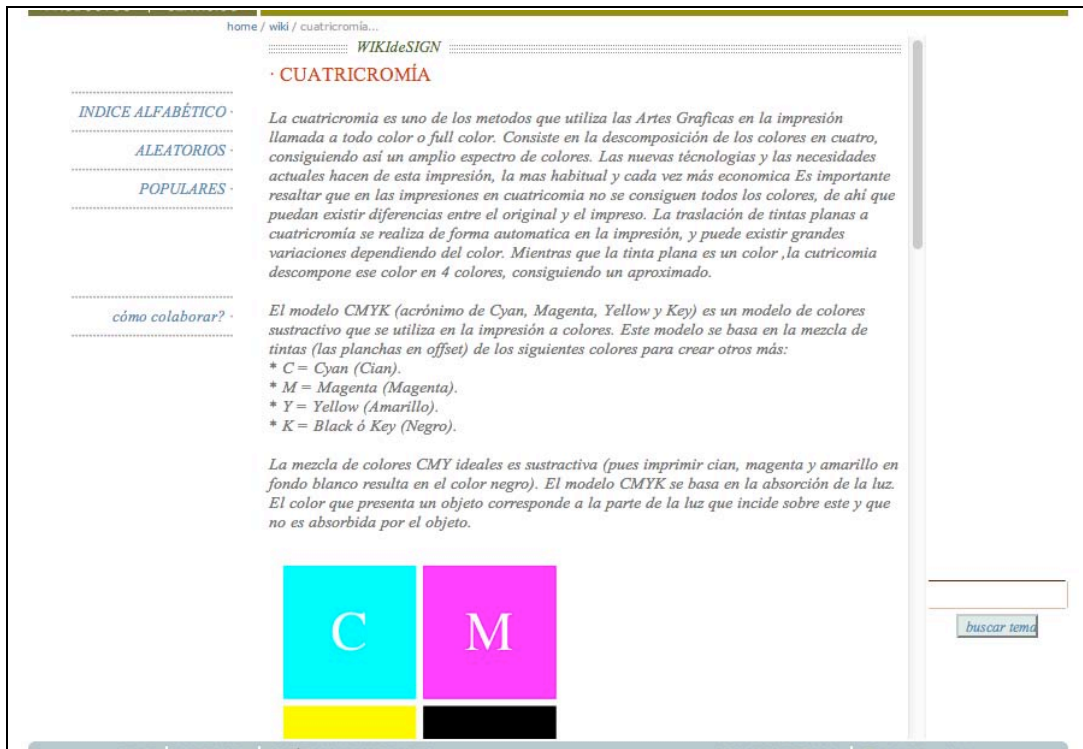 home / wiki / cuatricromía...
WIKIdeSIGN
· CUATRICROMÍA
INDICE ALFABÉTICO ·
ALEATORIOS ·
POPULARES ·
cómo colaborar? ·
La cuatricromia es uno de los metodos que utiliza las Artes Graficas en la impresión
llamada a todo color o full color. Consiste en la descomposición de los colores en cuatro,
consiguiendo así un amplio espectro de colores. Las nuevas técnologias y las necesidades
actuales hacen de esta impresión, la mas habitual y cada vez más economica Es importante
resaltar que en las impresiones en cuatricomia no se consiguen todos los colores, de ahí que
puedan existir diferencias entre el original y el impreso. La traslación de tintas planas a
cuatricromía se realiza de forma automatica en la impresión, y puede existir grandes
variaciones dependiendo del color. Mientras que la tinta plana es un color ,la cutricomia
descompone ese color en 4 colores, consiguiendo un aproximado.
El modelo CMYK (acrónimo de Cyan, Magenta, Yellow y Key) es un modelo de colores
sustractivo que se utiliza en la impresión a colores. Este modelo se basa en la mezcla de
tintas (las planchas en offset) de los siguientes colores para crear otros más:
* C = Cyan (Cian).
* M = Magenta (Magenta).
* Y = Yellow (Amarillo).
* K = Black ó Key (Negro).
La mezcla de colores CMY ideales es sustractiva (pues imprimir cian, magenta y amarillo en
fondo blanco resulta en el color negro). El modelo CMYK se basa en la absorción de la luz.
El color que presenta un objeto corresponde a la parte de la luz que incide sobre este y que
no es absorbida por el objeto.
C M
buscar tema